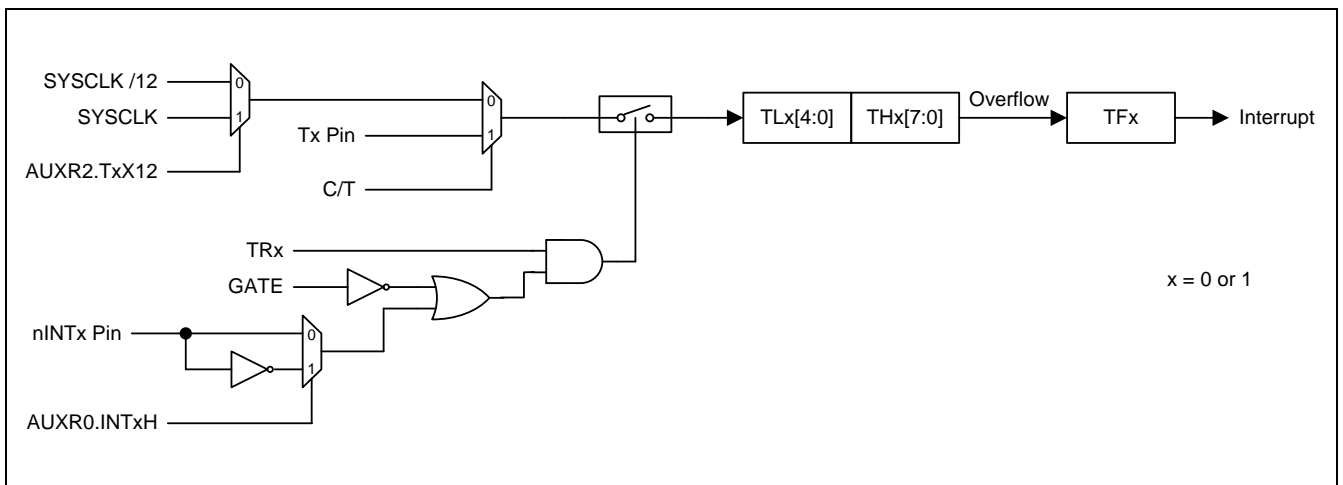 SYSCLK /12
0
SYSCLK
1
AUXR2.TxX12
0
Tx Pin
1
C/T
TLx[4:0] THx[7:0]
Overflow
TFx
Interrupt
TRx
GATE
x = 0 or 1
nINTx Pin
0
1
AUXR0.INTxH